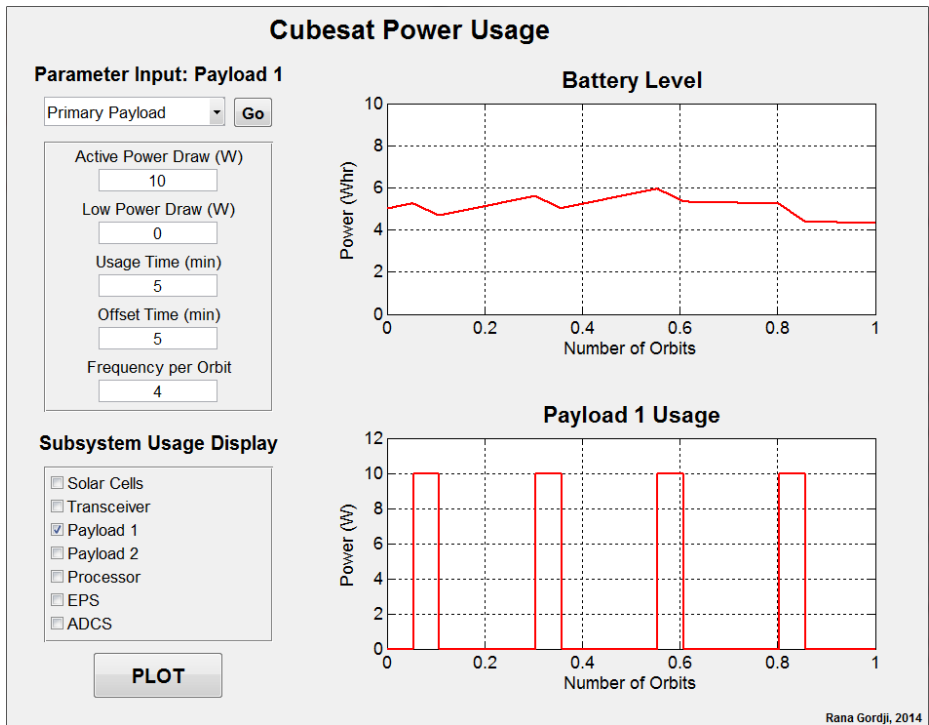 Cubesat Power Usage
Parameter Input: Payload 1
Primary Payload
Go
Active Power Draw (W)
10
Low Power Draw (W)
0
Usage Time (min)
5
Offset Time (min)
5
Frequency per Orbit
4
Subsystem Usage Display
Solar Cells
Transceiver
Payload 1
Payload 2
Processor
EPS
ADCS
PLOT
Battery Level
Power (Whr)
10
8
6
4
2
0
0 0.2 0.4 0.6 0.8 1
Number of Orbits
Payload 1 Usage
Power (W)
12
10
8
6
4
2
0
0 0.2 0.4 0.6 0.8 1
Number of Orbits
Rana Gordji, 2014